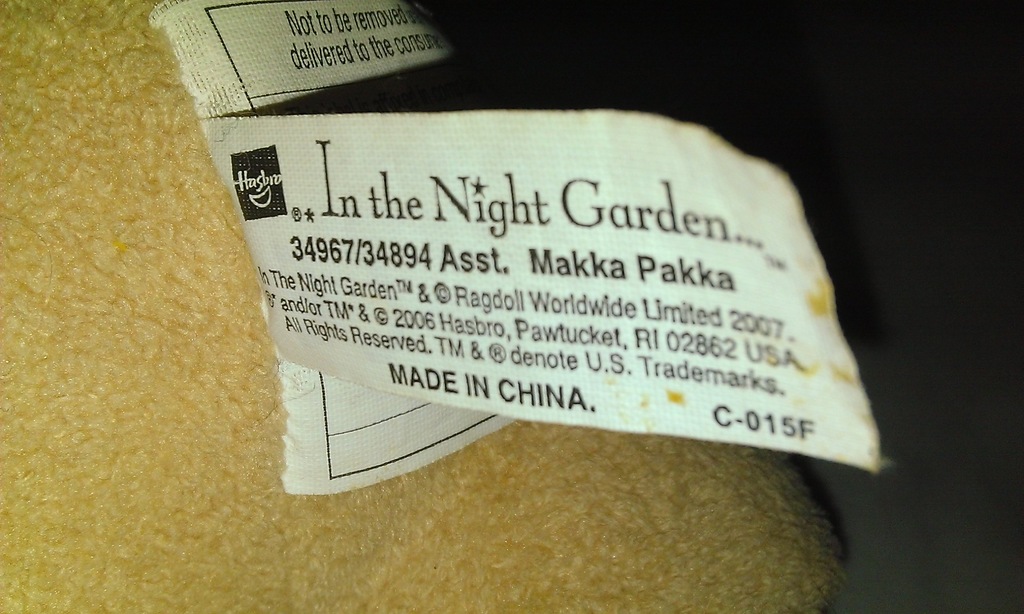 Not to be removed
delivered to the
Hasbro
®* In the Night Garden...™
34967/34894 Asst. Makka Pakka
In The Night Garden™ & © Ragdoll Worldwide Limited 2007.
®* and/or TM* & © 2006 Hasbro, Pawtucket, RI 02862 USA
All Rights Reserved. TM & ® denote U.S. Trademarks.
MADE IN CHINA.
C-015F